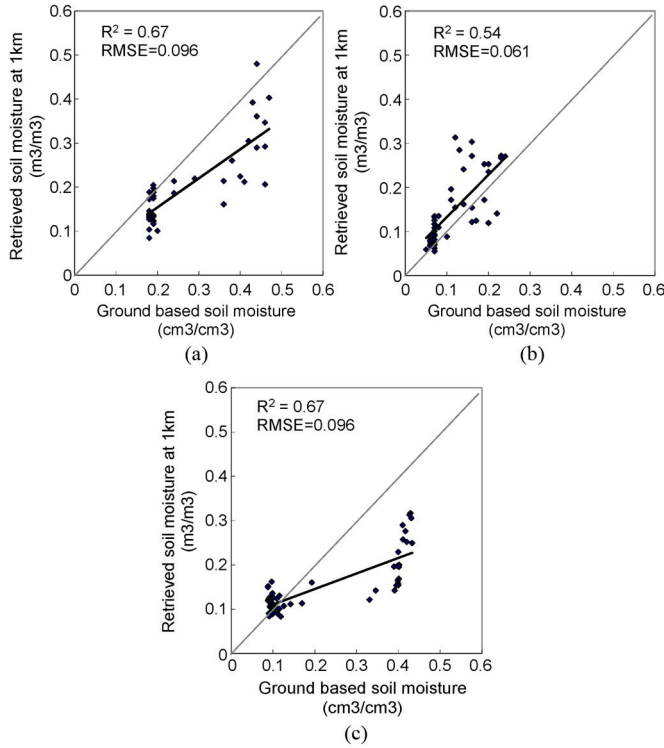 0.6
0.5
0.4
0.3
0.2
0.1
0
Retrieved soil moisture at 1km
(m3/m3)
R² = 0.67
RMSE=0.096
0 0.1 0.2 0.3 0.4 0.5 0.6
Ground based soil moisture
(cm3/cm3)
(a)
0.6
0.5
0.4
0.3
0.2
0.1
0
Retrieved soil moisture at 1km
(m3/m3)
R² = 0.54
RMSE=0.061
0 0.1 0.2 0.3 0.4 0.5 0.6
Ground based soil moisture
(cm3/cm3)
(b)
0.6
0.5
0.4
0.3
0.2
0.1
0
Retrieved soil moisture at 1km
(m3/m3)
R² = 0.67
RMSE=0.096
0 0.1 0.2 0.3 0.4 0.5 0.6
Ground based soil moisture
(cm3/cm3)
(c)